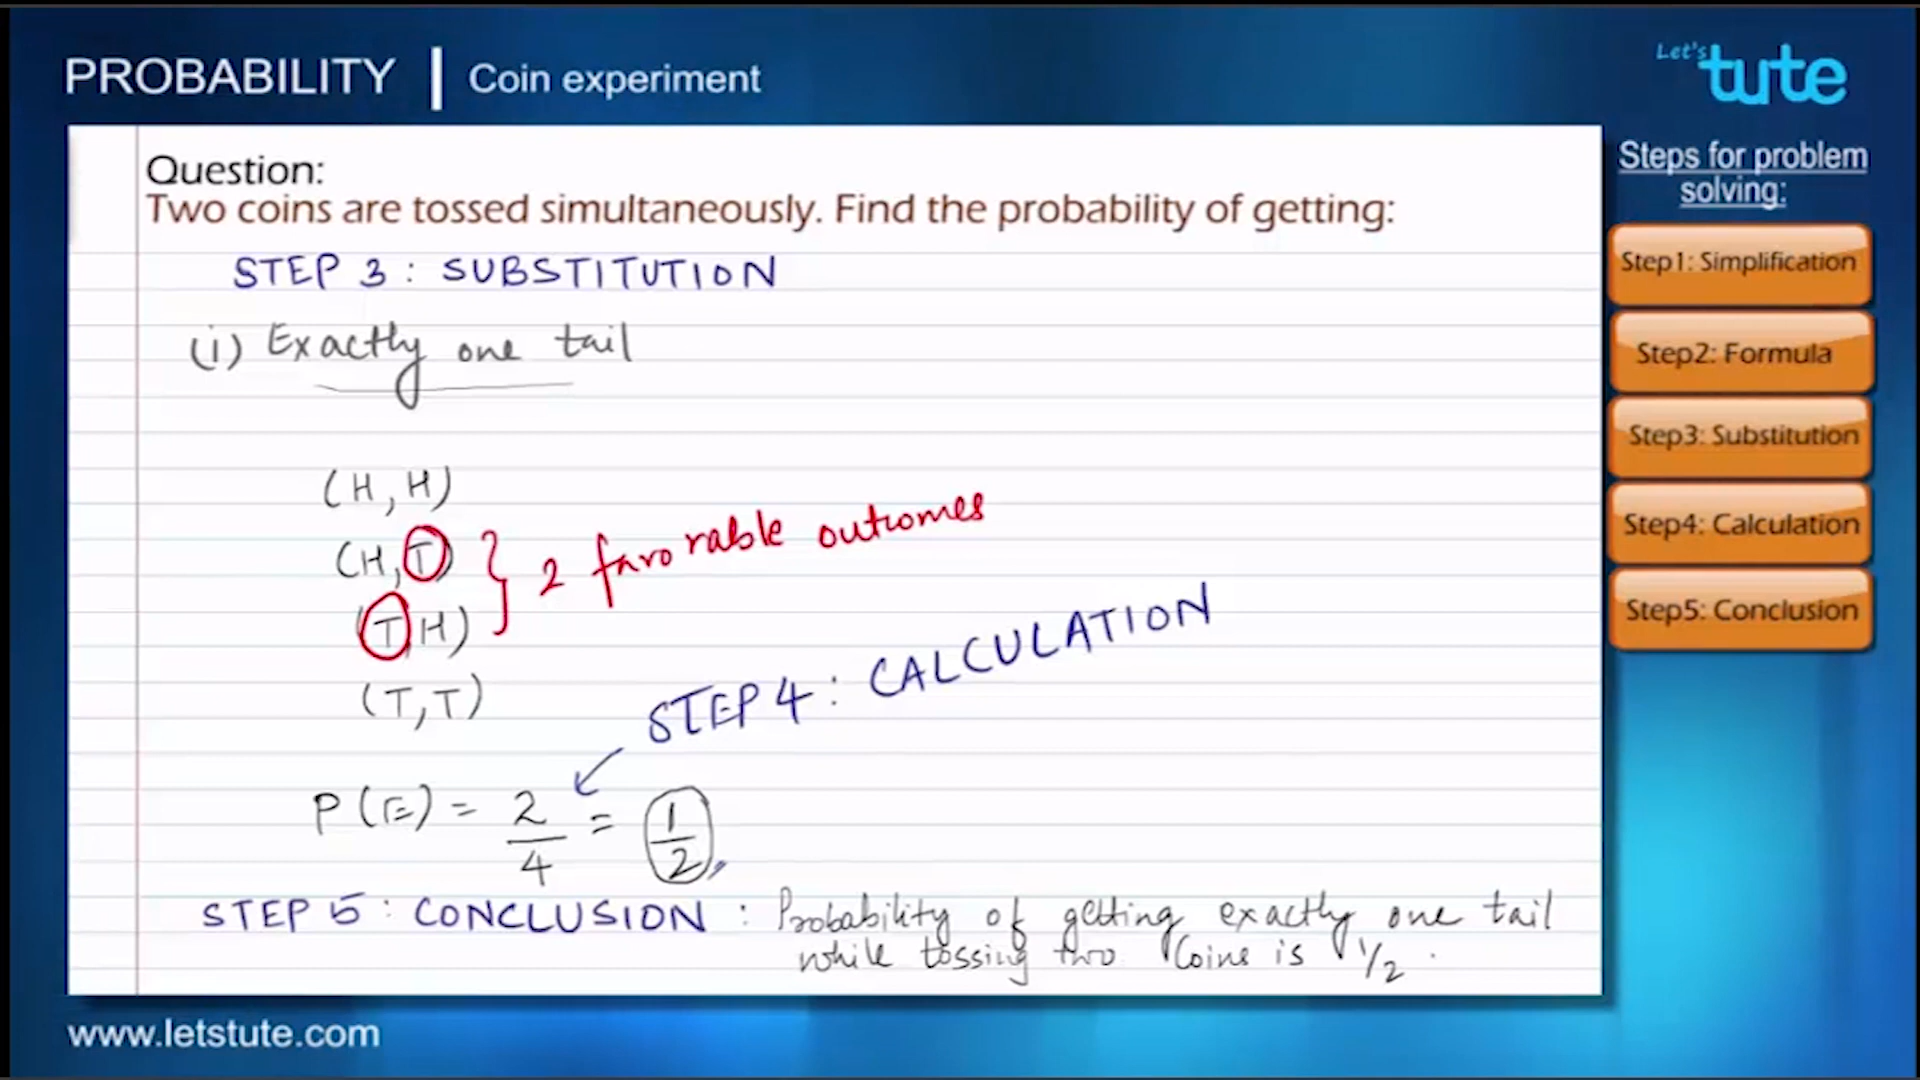 PROBABILITY | Coin experiment
Let's tute
Question:
Two coins are tossed simultaneously. Find the probability of getting:
STEP 3 : SUBSTITUTION
(i) Exactly one tail
(H, H)
(H, T)
(T, H)
} 2 favorable outcomes
(T, T)
STEP 4 : CALCULATION
P(E) = 2/4 = 1/2
STEP 5 : CONCLUSION : Probability of getting exactly one tail
while tossing two Coins is 1/2 .
Steps for problem
solving:
Step1: Simplification
Step2: Formula
Step3: Substitution
Step4: Calculation
Step5: Conclusion
www.letstute.com